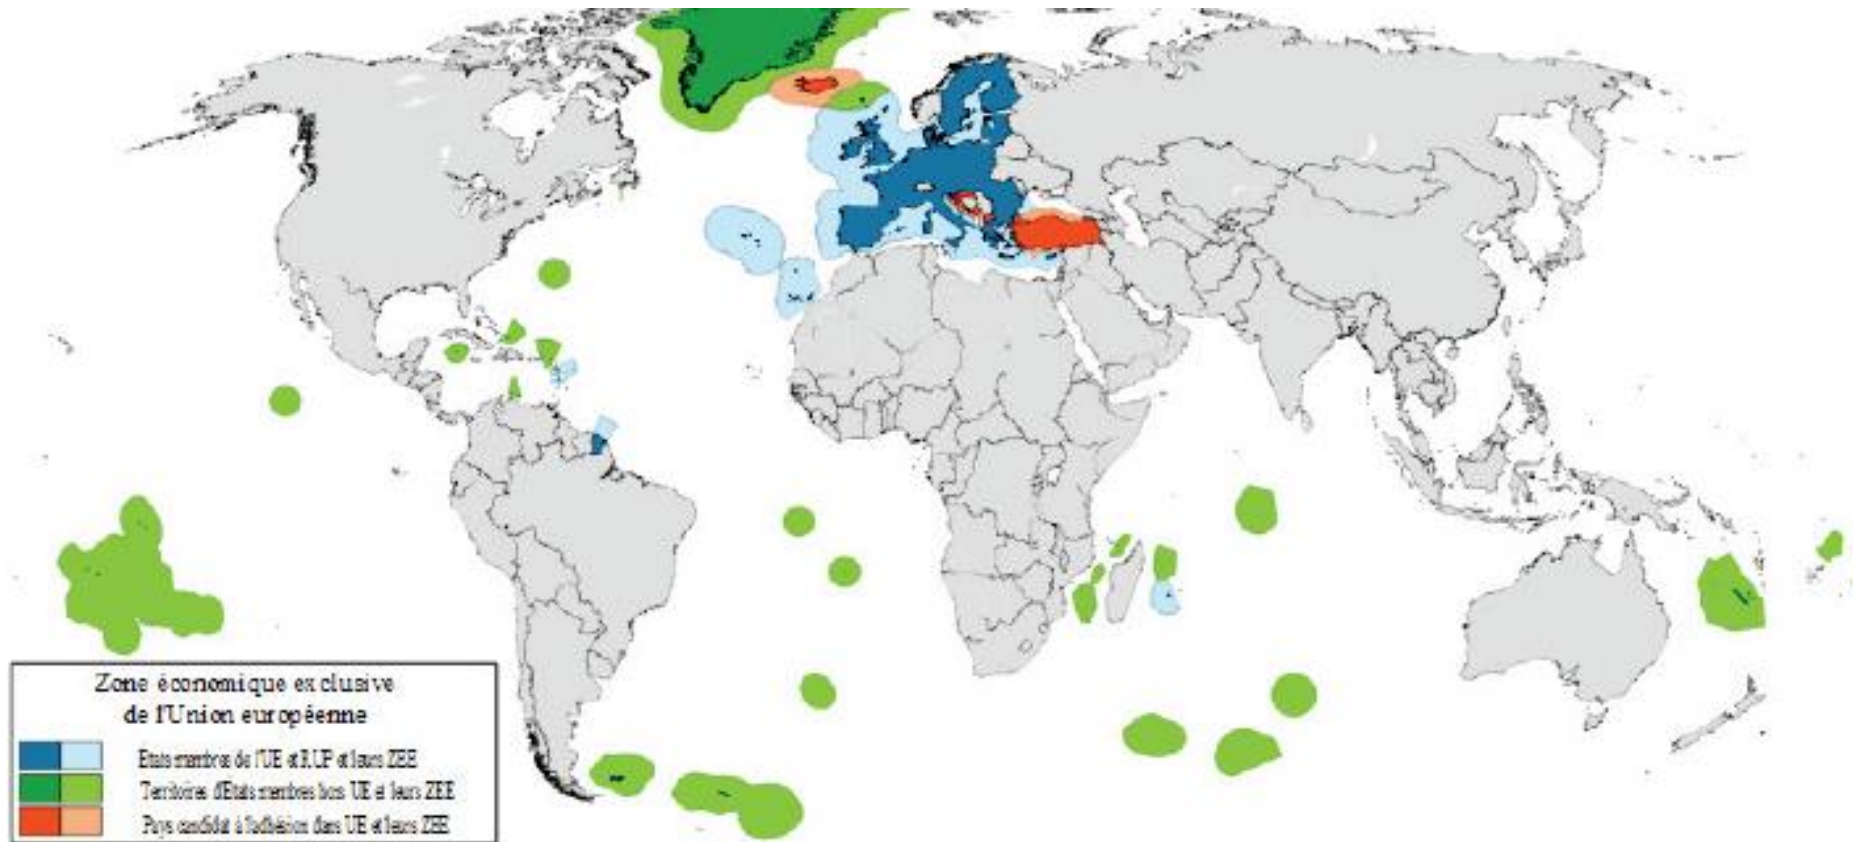 Zone économique exclusive
de l'Union européenne
Etats membres de l'UE et RUP et leurs ZEE
Territoires d'Etats membres hors UE et leurs ZEE
Pays candidat à l'adhésion dans UE et leurs ZEE